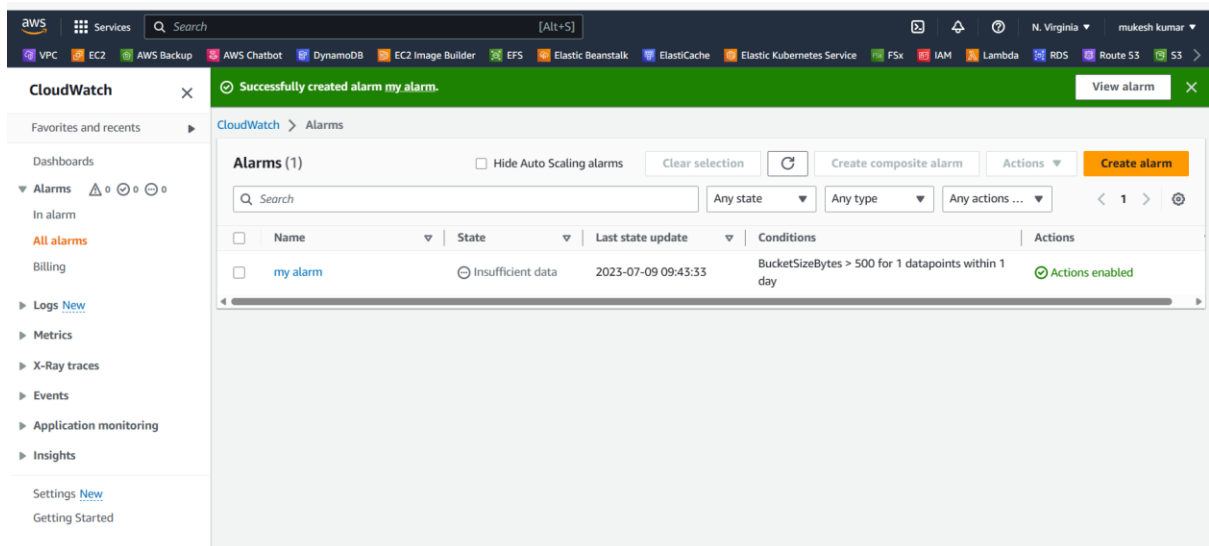 aws Services Search [Alt+S] N. Virginia mukesh kumar
VPC EC2 AWS Backup AWS Chatbot DynamoDB EC2 Image Builder EFS Elastic Beanstalk ElastiCache Elastic Kubernetes Service FSx IAM Lambda RDS Route 53 S3
CloudWatch
Favorites and recents
Dashboards
Alarms 0 0 0
In alarm
All alarms
Billing
Logs New
Metrics
X-Ray traces
Events
Application monitoring
Insights
Settings New
Getting Started
Successfully created alarm my alarm. View alarm
CloudWatch > Alarms
Alarms (1) Hide Auto Scaling alarms Clear selection Create composite alarm Actions Create alarm
Search Any state Any type Any actions ... < 1 >
Name State Last state update Conditions Actions
my alarm Insufficient data 2023-07-09 09:43:33 BucketSizeBytes > 500 for 1 datapoints within 1 Actions enabled
day